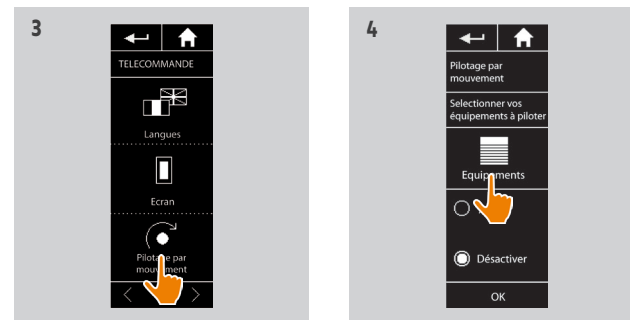 3
TELECOMMANDE
Langues
Ecran
Pilotage par
mouvement
4
Pilotage par
mouvement
Selectionner vos
équipements à piloter
Equipements
Désactiver
OK